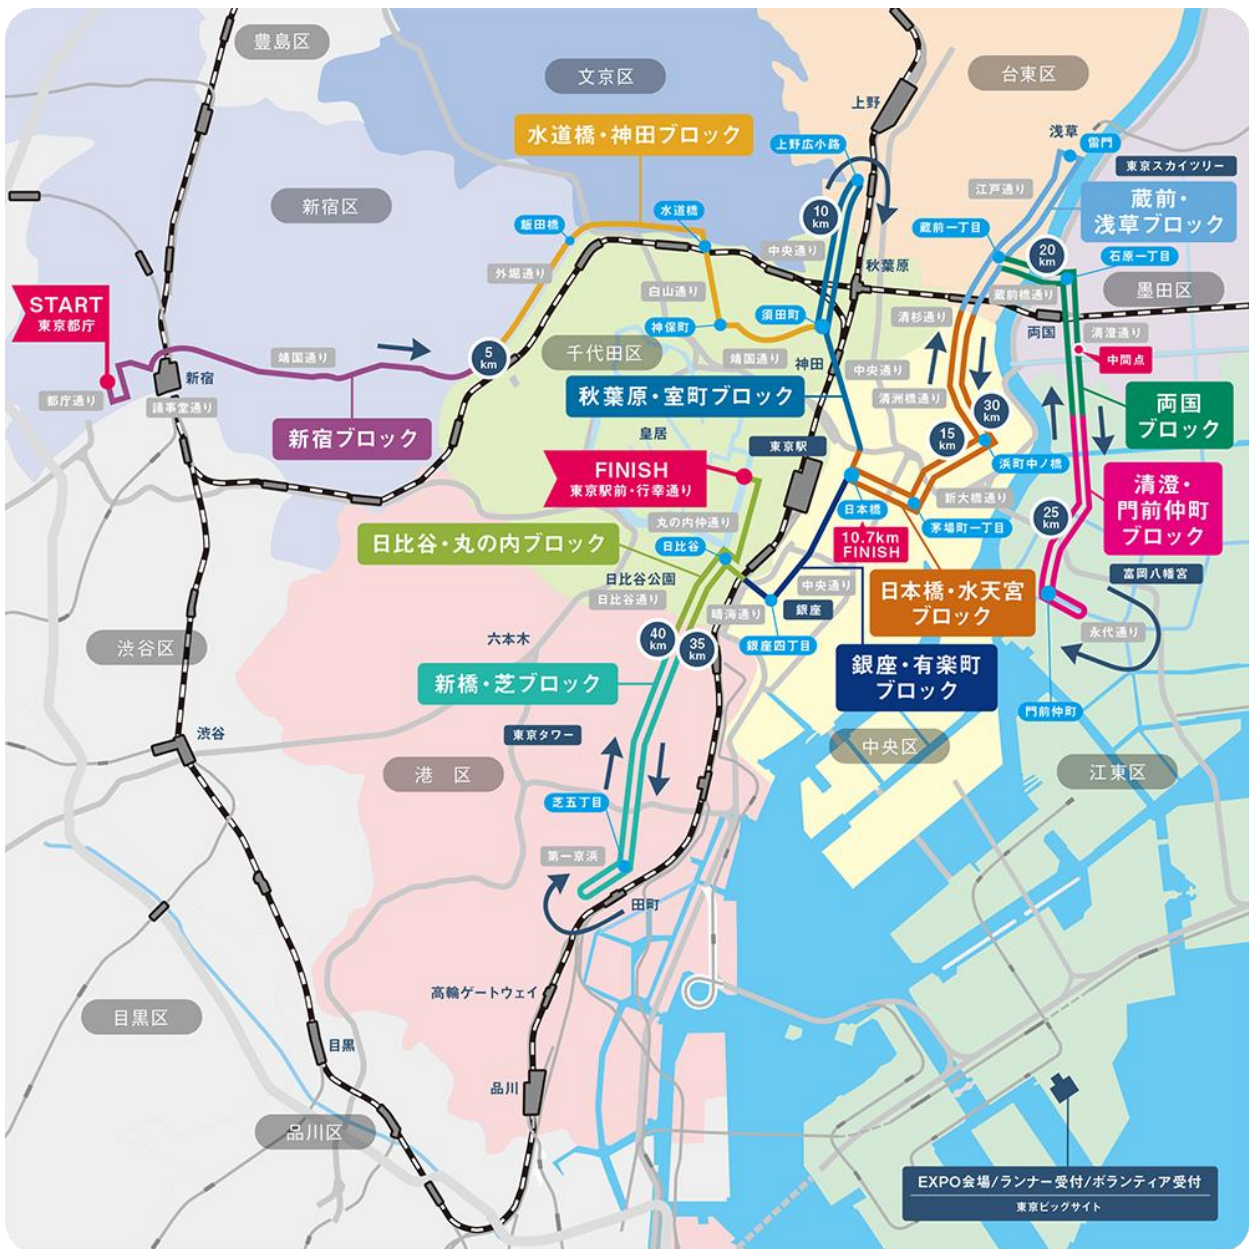 豊島区
文京区
台東区
上野
水道橋・神田ブロック
上野広小路
浅草
雷門
東京スカイツリー
新宿区
江戸通り
蔵前・
浅草ブロック
飯田橋
水道橋
10
km
蔵前一丁目
20
km
石原一丁目
中央通り
秋葉原
外堀通り
白山通り
蔵前橋通り
墨田区
START
東京都庁
神保町
須田町
清杉通り
両国
清澄通り
靖国通り
5
km
千代田区
靖国通り
神田
中央通り
中間点
新宿
都庁通り
議事堂通り
秋葉原・室町ブロック
清洲橋通り
30
km
両国
ブロック
新宿ブロック
皇居
東京駅
15
km
浜町中ノ橋
FINISH
東京駅前・行幸通り
清澄・
門前仲町
ブロック
新大橋通り
日本橋
茅場町一丁目
25
km
丸の内仲通り
日比谷・丸の内ブロック
日比谷
10.7km
FINISH
日比谷公園
日比谷通り
中央通り
富岡八幡宮
日本橋・水天宮
ブロック
晴海通り
銀座
永代通り
六本木
40
km
35
km
銀座四丁目
渋谷区
新橋・芝ブロック
銀座・有楽町
ブロック
門前仲町
渋谷
東京タワー
中央区
港 区
江東区
芝五丁目
第一京浜
田町
高輪ゲートウェイ
目黒区
目黒
品川
品川区
EXPO会場/ランナー受付/ボランティア受付
東京ビッグサイト